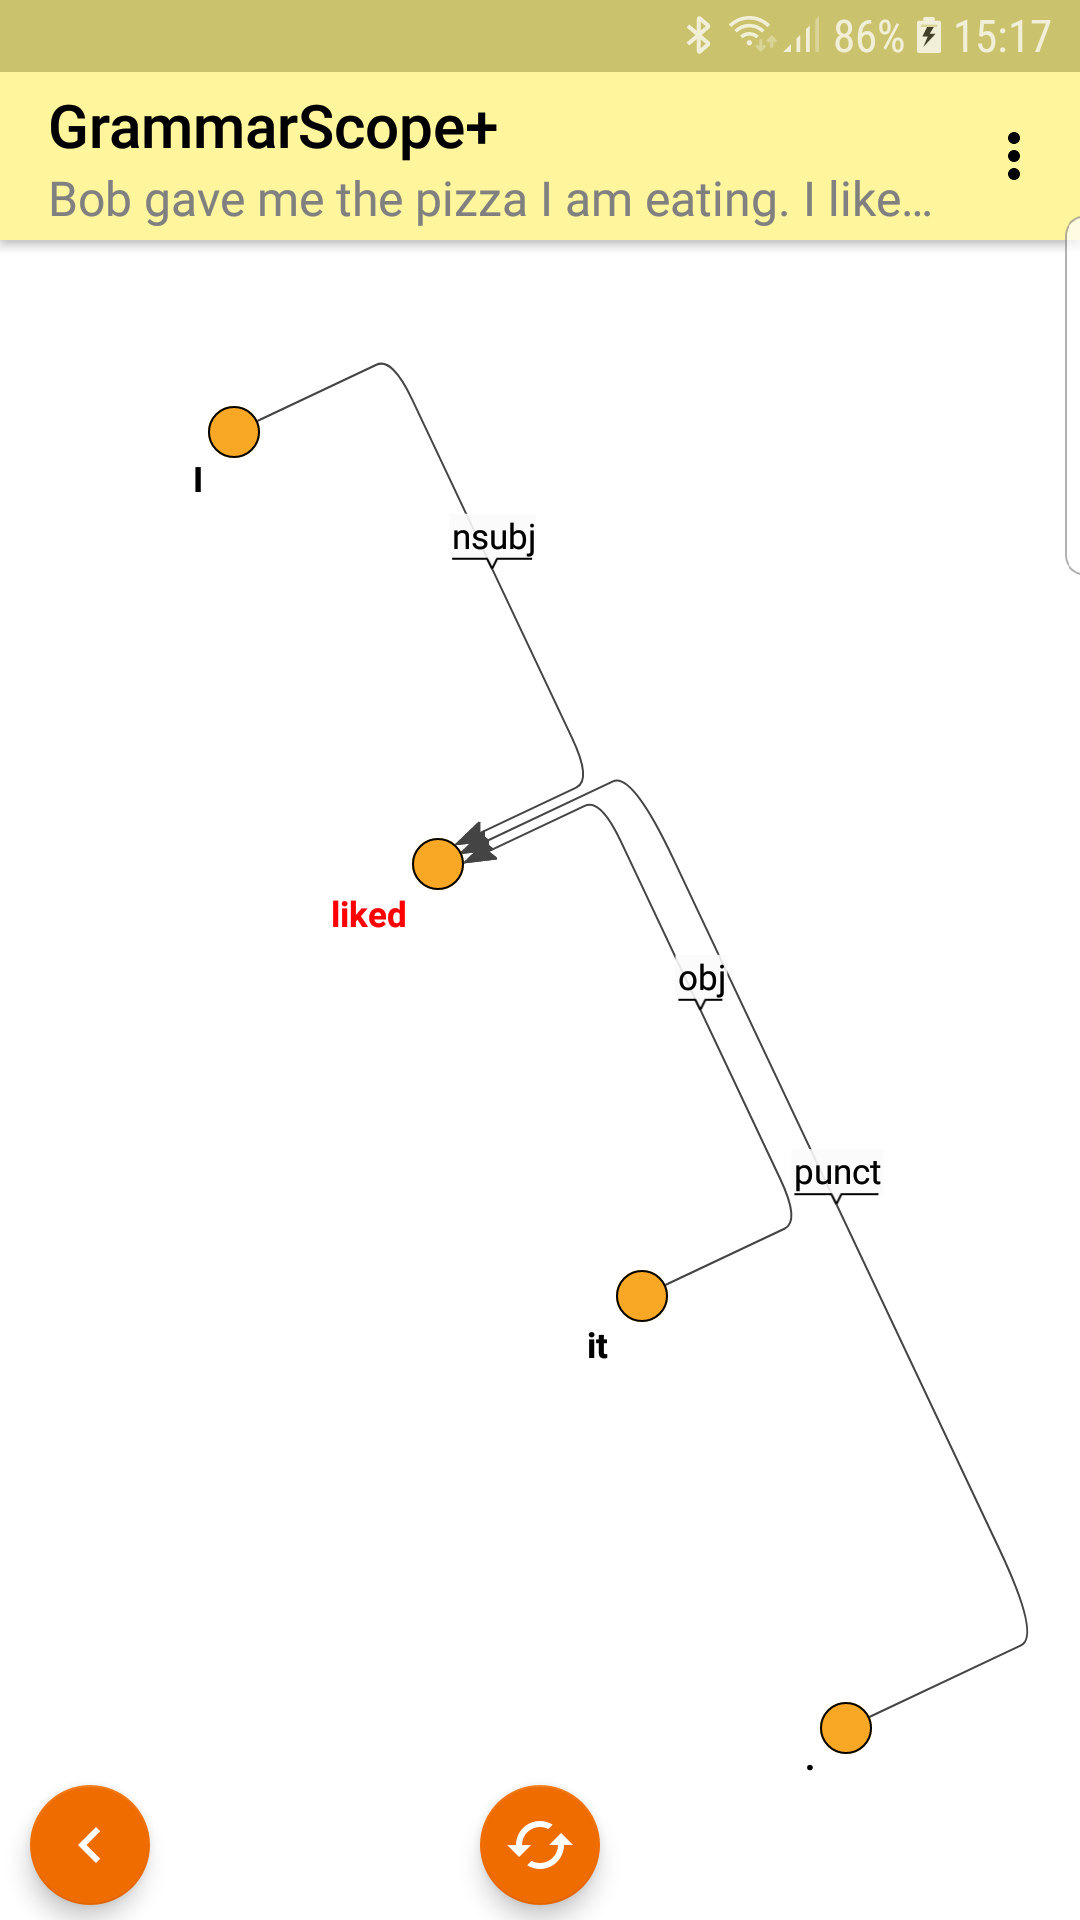 86% 15:17
GrammarScope+
Bob gave me the pizza I am eating. I like...
I
nsubj
liked
obj
punct
it
.